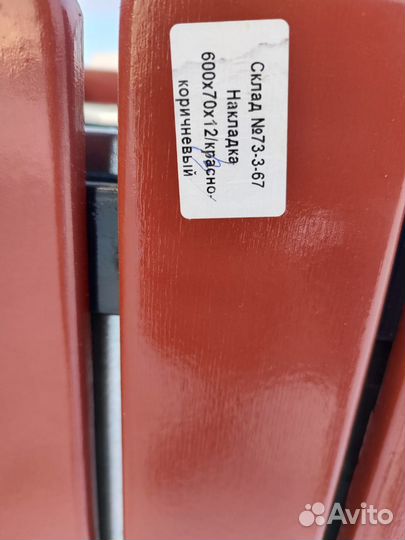 Склад №73-3-67
Накладка
600х70х12/красно-
коричневый
Avito